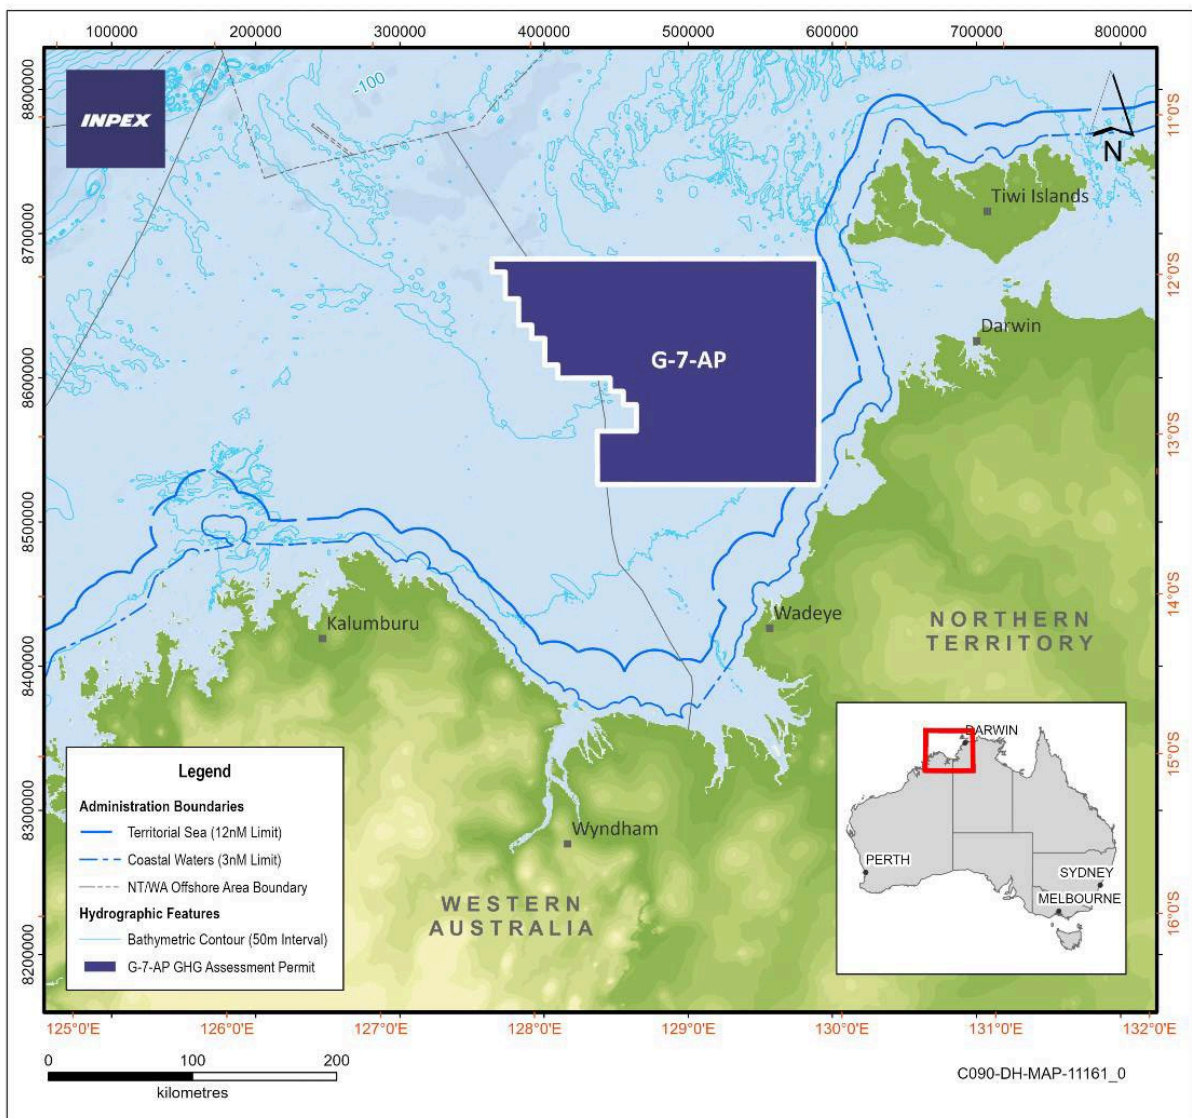 100000 200000 300000 400000 500000 600000 700000 800000
8800000
8700000
8600000
8500000
8400000
8300000
8200000
11°0'S
12°0'S
13°0'S
14°0'S
15°0'S
16°0'S
INPEX
-100
N
Tiwi Islands
Darwin
G-7-AP
Kalumburu
Wadeye
NORTHERN
TERRITORY
Wyndham
WESTERN
AUSTRALIA
Legend
Administration Boundaries
Territorial Sea (12nM Limit)
Coastal Waters (3nM Limit)
NT/WA Offshore Area Boundary
Hydrographic Features
Bathymetric Contour (50m Interval)
G-7-AP GHG Assessment Permit
DARWIN
PERTH
SYDNEY
MELBOURNE
125°0'E 126°0'E 127°0'E 128°0'E 129°0'E 130°0'E 131°0'E 132°0'E
0 100 200
kilometres
C090-DH-MAP-11161_0